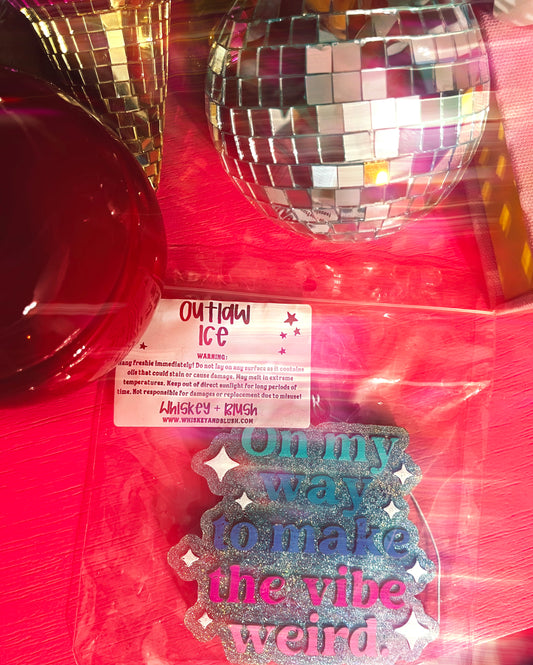 Outlaw
Ice
WARNING:
Hang freshie immediately! Do not lay on any surface as it contains
oils that could stain or cause damage. May melt in extreme
temperatures. Keep out of direct sunlight for long periods of
time. Not responsible for damages or replacement due to misuse!
Whiskey + Blush
WWW.WHISKEYANDBLUSH.COM
On my
way
to make
the vibe
weird.